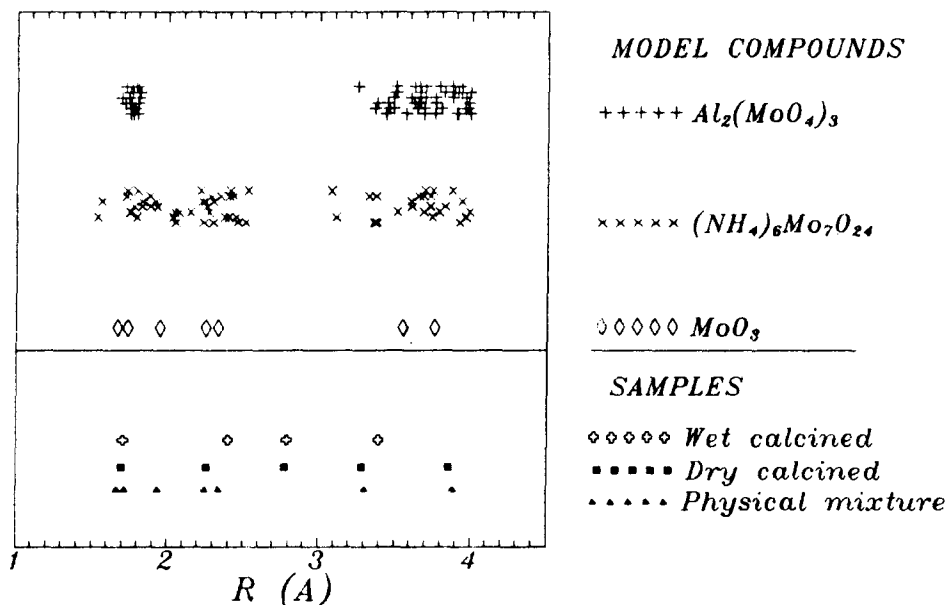 MODEL COMPOUNDS
+ + + + + Al₂(MoO₄)₃
× × × × × (NH₄)₆Mo₇O₂₄
◊ ◊ ◊ ◊ ◊ MoO₃
SAMPLES
Wet calcined
Dry calcined
Physical mixture
1 2 3 4
R (A)